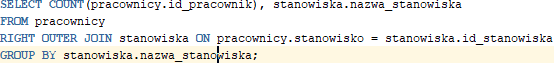 SELECT COUNT(pracownicy.id_pracownik), stanowiska.nazwa_stanowiska
FROM pracownicy
RIGHT OUTER JOIN stanowiska ON pracownicy.stanowisko = stanowiska.id_stanowiska
GROUP BY stanowiska.nazwa_stanowiska;